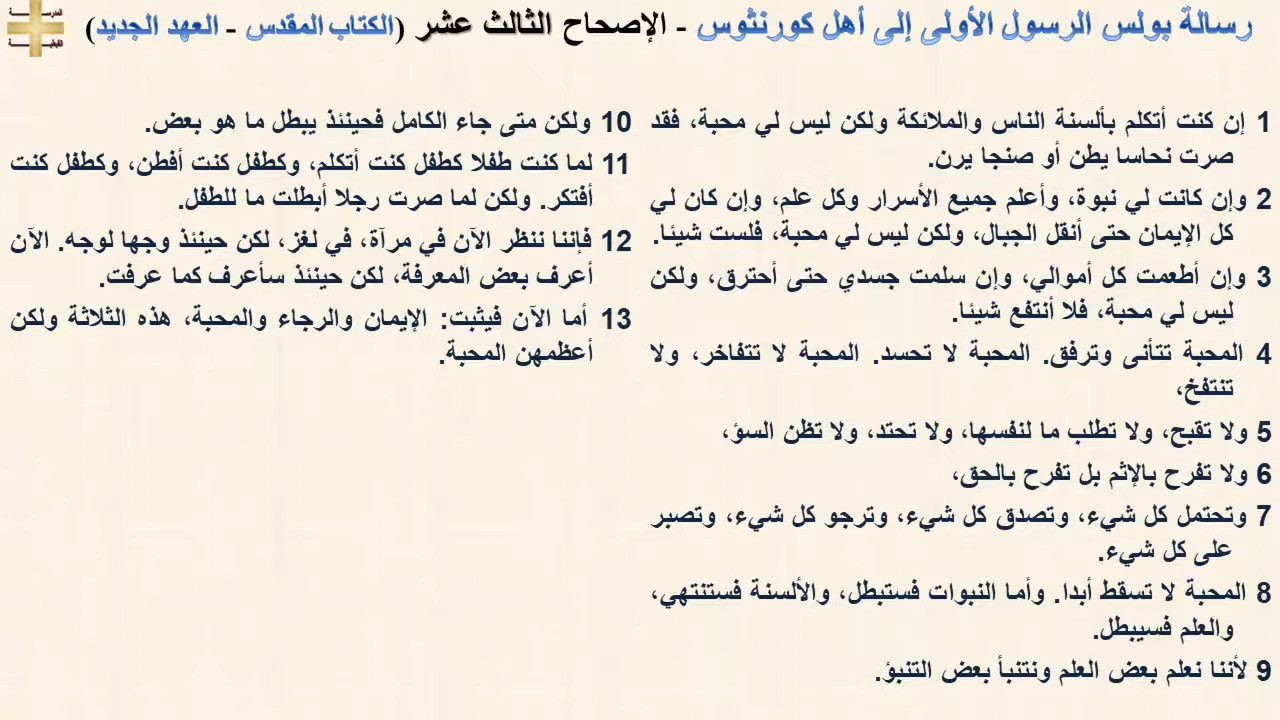 رسالة بولس الرسول الأولى إلى أهل كورنثوس - الإصحاح الثالث عشر (الكتاب المقدس - العهد الجديد)
1 إن كنت أتكلم بألسنة الناس والملائكة ولكن ليس لي محبة، فقد
صرت نحاسا يطن أو صنجا يرن.
2 وإن كانت لي نبوة، وأعلم جميع الأسرار وكل علم، وإن كان لي
كل الإيمان حتى أنقل الجبال، ولكن ليس لي محبة، فلست شيئا.
3 وإن أطعمت كل أموالي، وإن سلمت جسدي حتى أحترق، ولكن
ليس لي محبة، فلا أنتفع شيئا.
4 المحبة تتأنى وترفق. المحبة لا تحسد. المحبة لا تتفاخر، ولا
تنتفخ،
5 ولا تقبح، ولا تطلب ما لنفسها، ولا تحتد، ولا تظن السؤ،
6 ولا تفرح بالإثم بل تفرح بالحق،
7 وتحتمل كل شيء، وتصدق كل شيء، وترجو كل شيء، وتصبر
على كل شيء.
8 المحبة لا تسقط أبدا. وأما النبوات فستبطل، والألسنة فستنتهي،
والعلم فسيبطل.
9 لأننا نعلم بعض العلم ونتنبأ بعض التنبؤ.
10 ولكن متى جاء الكامل فحينئذ يبطل ما هو بعض.
11 لما كنت طفلا كطفل كنت أتكلم، وكطفل كنت أفطن، وكطفل كنت
أفتكر. ولكن لما صرت رجلا أبطلت ما للطفل.
12 فإننا ننظر الآن في مرآة، في لغز، لكن حينئذ وجها لوجه. الآن
أعرف بعض المعرفة، لكن حينئذ سأعرف كما عرفت.
13 أما الآن فيثبت: الإيمان والرجاء والمحبة، هذه الثلاثة ولكن
أعظمهن المحبة.